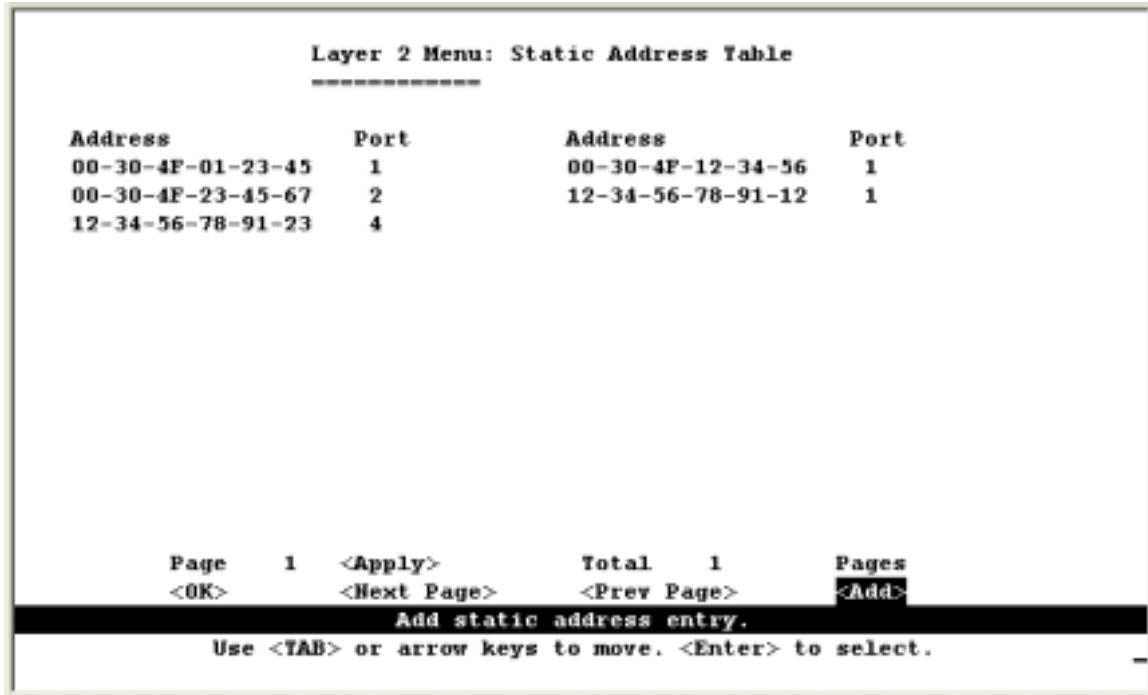 Layer 2 Menu: Static Address Table
============
Address Port Address Port
00-30-4F-01-23-45 1 00-30-4F-12-34-56 1
00-30-4F-23-45-67 2 12-34-56-78-91-12 1
12-34-56-78-91-23 4
Page 1 <Apply> Total 1 Pages
<OK> <Next Page> <Prev Page> <Add>
Add static address entry.
Use <TAB> or arrow keys to move. <Enter> to select.